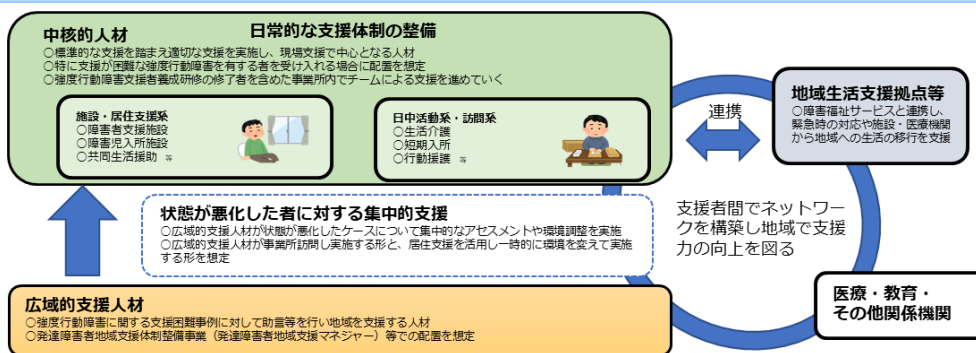 中核的人材
日常的な支援体制の整備
○標準的な支援を踏まえ適切な支援を実施し、現場支援で中心となる人材
○特に支援が困難な強度行動障害を有する者を受け入れる場合に配置を想定
○強度行動障害支援者養成研修の修了者を含めた事業所内でチームによる支援を進めていく
施設・居住支援系
○障害者支援施設
○障害児入所施設
○共同生活援助 等
日中活動系・訪問系
○生活介護
○短期入所
○行動援護 等
連携
地域生活支援拠点等
○障害福祉サービスと連携し、
緊急時の対応や施設・医療機関
から地域への生活の移行を支援
状態が悪化した者に対する集中的支援
○広域的支援人材が状態が悪化したケースについて集中的なアセスメントや環境調整を実施
○広域的支援人材が事業所訪問し実施する形と、居住支援を活用し一時的に環境を変えて実施
する形を想定
支援者間でネットワー
クを構築し地域で支援
力の向上を図る
広域的支援人材
○強度行動障害に関する支援困難事例に対して助言等を行い地域を支援する人材
○発達障害者地域支援体制整備事業（発達障害者地域支援マネジャー）等での配置を想定
医療・教育・
その他関係機関